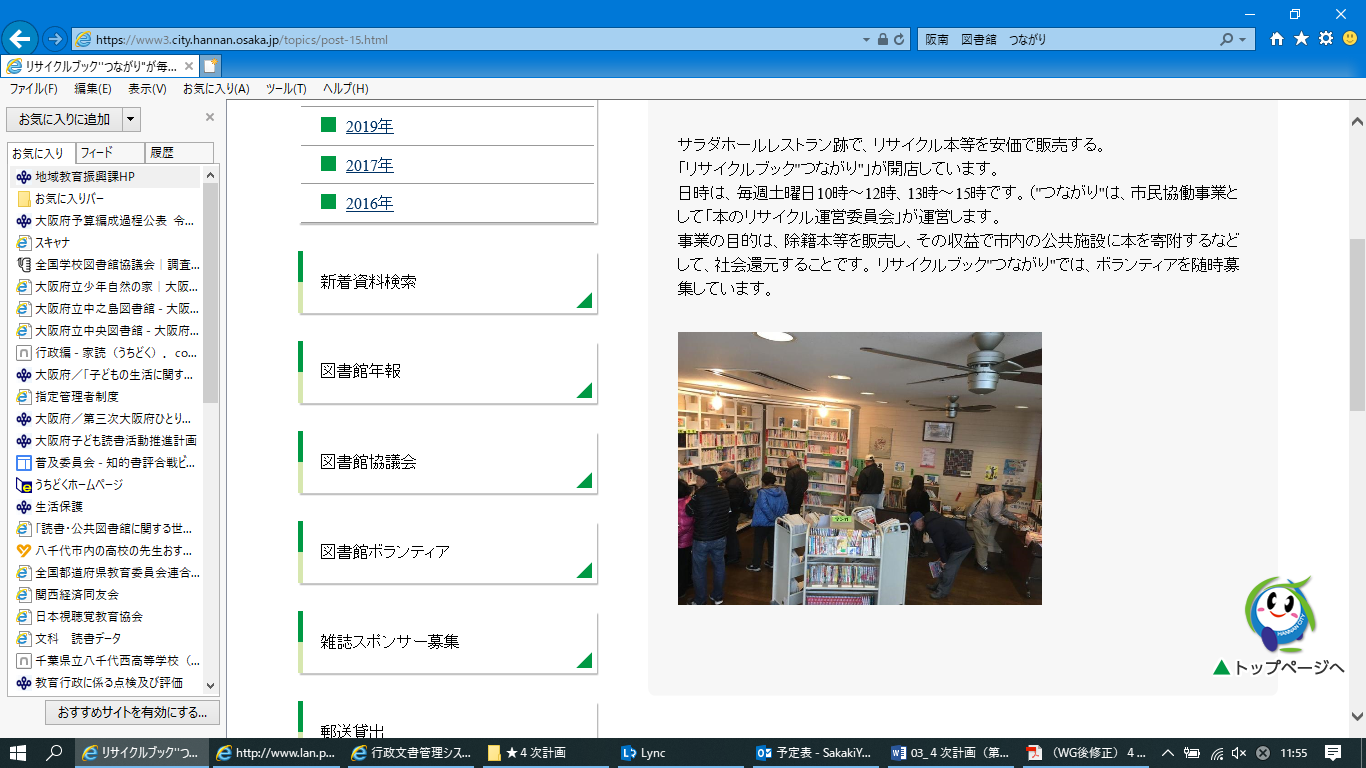 https://www3.city.hannan.osaka.jp/topics/post-15.html
阪南　図書館　つながり
リサイクルブック"つながり"が毎...
ファイル(F) 編集(E) 表示(V) お気に入り(A) ツール(T) ヘルプ(H)
お気に入りに追加
お気に入り フィード 履歴
地域教育振興課HP
お気に入りバー
大阪府予算編成過程公表 令...
スキャナ
全国学校図書館協議会｜調査...
大阪府立少年自然の家｜大阪...
大阪府立中之島図書館 - 大阪...
大阪府立中央図書館 - 大阪府...
行政編 - 家読（うちどく）．co...
大阪府／「子どもの生活に関す...
指定管理者制度
大阪府／第三次大阪府ひとり...
大阪府子ども読書活動推進計画
普及委員会 - 知的書評合戦ビ...
うちどくホームページ
生活保護
「読書・公共図書館に関する世...
八千代市内の高校の先生おす...
全国都道府県教育委員会連合...
関西経済同友会
日本視聴覚教育協会
文科　読書データ
千葉県立八千代西高等学校（...
教育行政に係る点検及び評価
おすすめサイトを有効にする...
2019年
2017年
2016年
新着資料検索
図書館年報
図書館協議会
図書館ボランティア
雑誌スポンサー募集
郵送貸出
サラダホールレストラン跡で、リサイクル本等を安価で販売する。
「リサイクルブック"つながり"」が開店しています。
日時は、毎週土曜日10時～12時、13時～15時です。（"つながり"は、市民協働事業と
して「本のリサイクル運営委員会」が運営します。
事業の目的は、除籍本等を販売し、その収益で市内の公共施設に本を寄附するなど
して、社会還元することです。リサイクルブック"つながり"では、ボランティアを随時募
集しています。
マンガ
HANNAN CITY
▲トップページへ
リサイクルブック"つ... http://www.lan.p... 行政文書管理シス... ★４次計画 Lync 予定表 - SakakiY... 03_４次計画（第... （WG後修正）４... 11:55